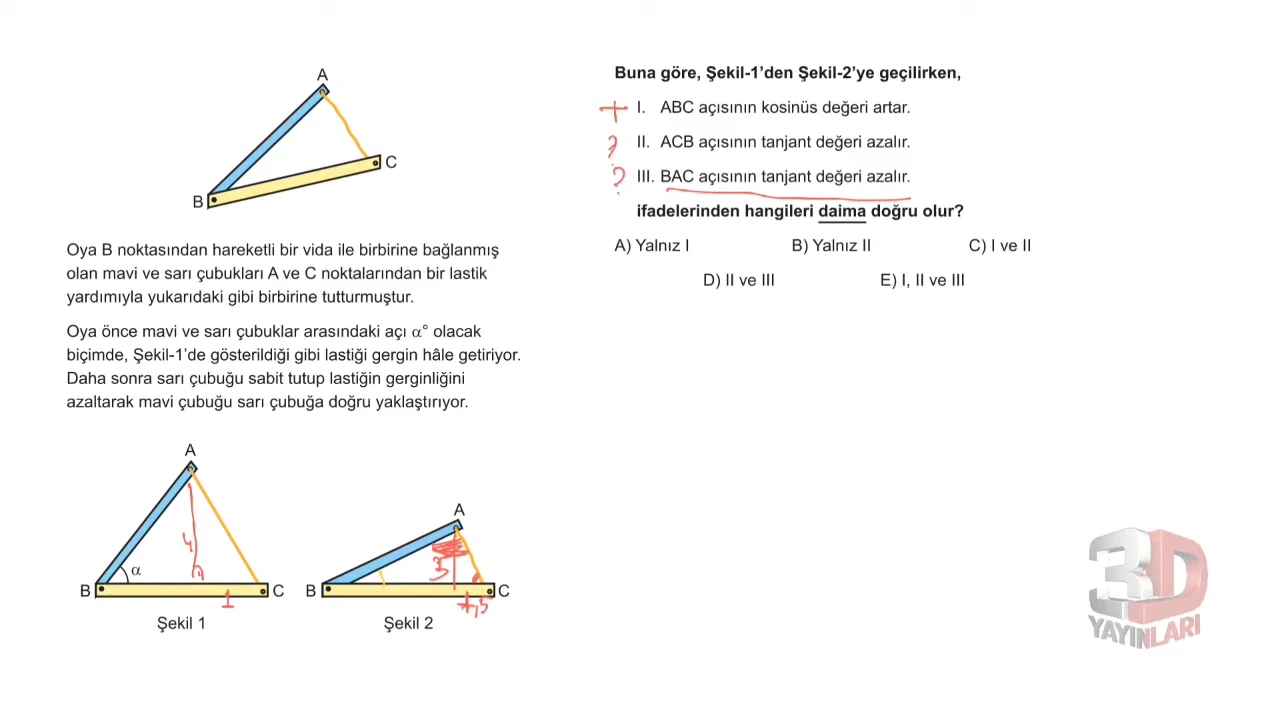 A
C
B
Oya B noktasından hareketli bir vida ile birbirine bağlanmış
olan mavi ve sarı çubukları A ve C noktalarından bir lastik
yardımıyla yukarıdaki gibi birbirine tutturmuştur.
Oya önce mavi ve sarı çubuklar arasındaki açı α° olacak
biçimde, Şekil-1’de gösterildiği gibi lastiği gergin hâle getiriyor.
Daha sonra sarı çubuğu sabit tutup lastiğin gerginliğini
azaltarak mavi çubuğu sarı çubuğa doğru yaklaştırıyor.
A
4
α
B
C
1
Şekil 1
A
3
B
C
Şekil 2
Buna göre, Şekil-1’den Şekil-2’ye geçilirken,
+ I. ABC açısının kosinüs değeri artar.
? II. ACB açısının tanjant değeri azalır.
? III. BAC açısının tanjant değeri azalır.
ifadelerinden hangileri daima doğru olur?
A) Yalnız I B) Yalnız II C) I ve II
D) II ve III E) I, II ve III
3D
YAYINLARI